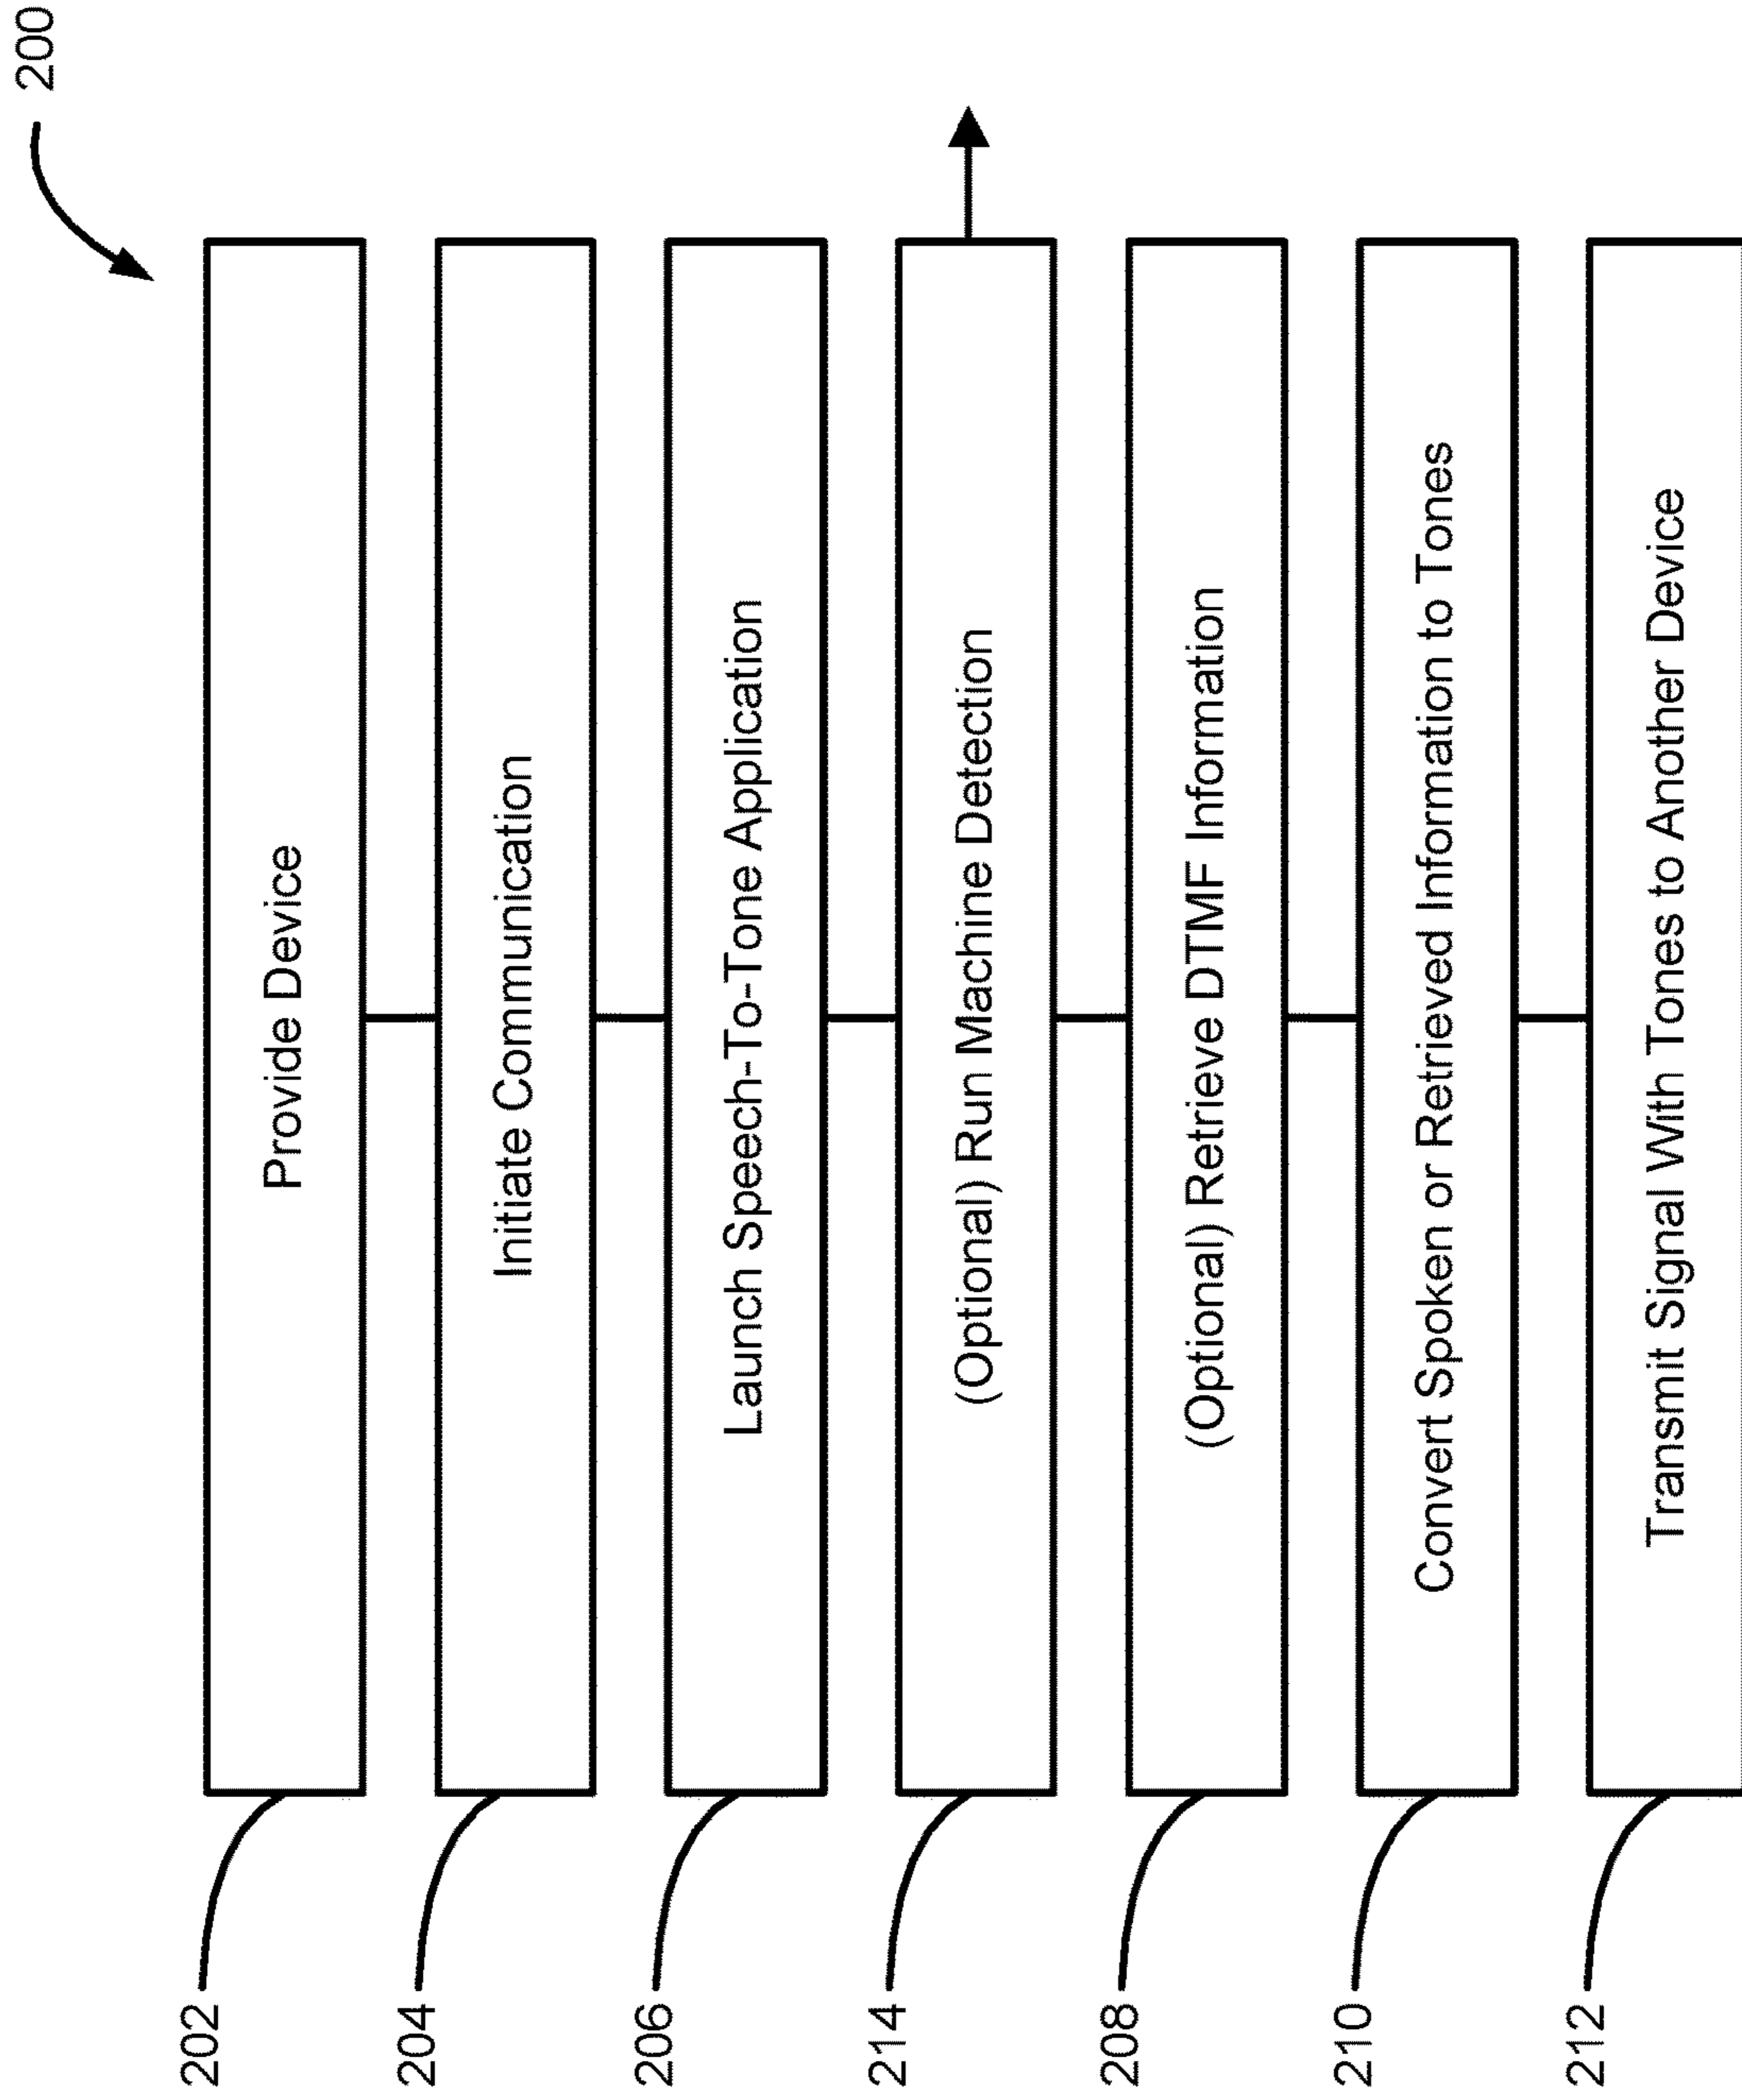 200
202
Provide Device
204
Initiate Communication
206
Launch Speech-To-Tone Application
214
(Optional) Run Machine Detection
208
(Optional) Retrieve DTMF Information
210
Convert Spoken or Retrieved Information to Tones
212
Transmit Signal With Tones to Another Device